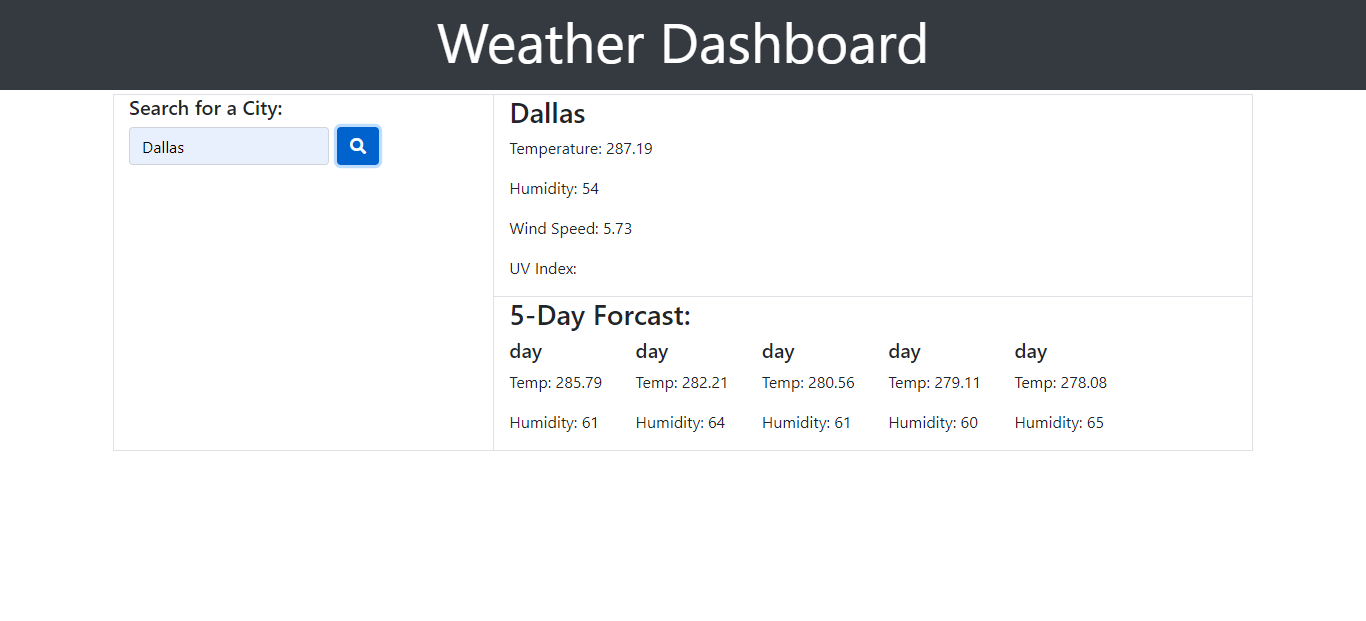 Weather Dashboard
Search for a City:
Dallas
Dallas
Temperature: 287.19
Humidity: 54
Wind Speed: 5.73
UV Index:
5-Day Forcast:
day day day day day
Temp: 285.79 Temp: 282.21 Temp: 280.56 Temp: 279.11 Temp: 278.08
Humidity: 61 Humidity: 64 Humidity: 61 Humidity: 60 Humidity: 65